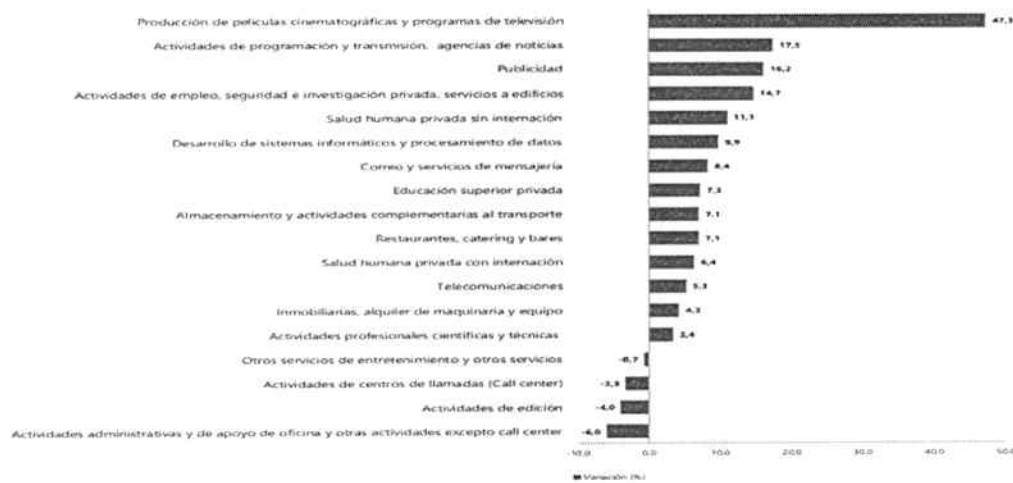 Producción de películas cinematográficas y programas de televisión 47,3
Actividades de programación y transmisión, agencias de noticias 17,5
Publicidad 16,2
Actividades de empleo, seguridad e investigación privada, servicios a edificios 14,7
Salud humana privada sin internación 11,1
Desarrollo de sistemas informáticos y procesamiento de datos 9,9
Correo y servicios de mensajería 8,4
Educación superior privada 7,3
Almacenamiento y actividades complementarias al transporte 7,1
Restaurantes, catering y bares 7,1
Salud humana privada con internación 6,4
Telecomunicaciones 5,3
Inmobiliarias, alquiler de maquinaria y equipo 4,3
Actividades profesionales científicas y técnicas 3,4
Otros servicios de entretenimiento y otros servicios -0,7
Actividades de centros de llamadas (Call center) -3,3
Actividades de edición -4,0
Actividades administrativas y de apoyo de oficina y otras actividades excepto call center -6,0
-10,0 0,0 10,0 20,0 30,0 40,0 50,0
Variación (%)